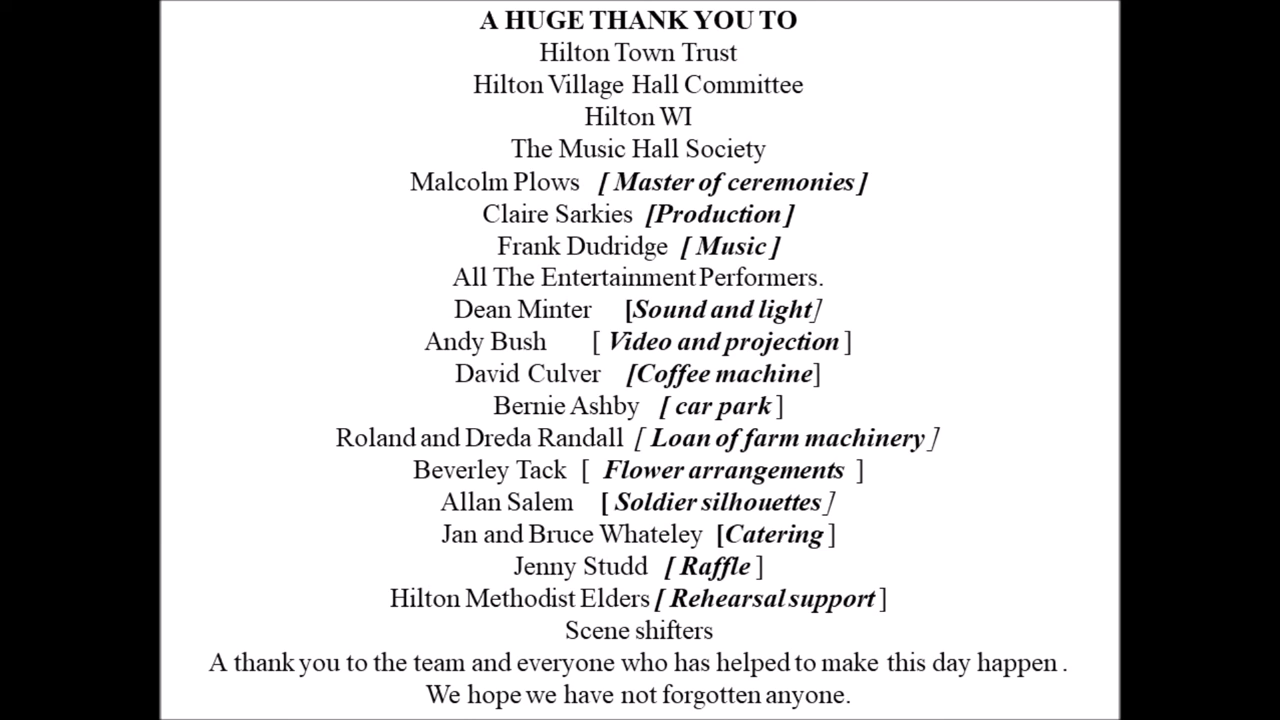 A HUGE THANK YOU TO
Hilton Town Trust
Hilton Village Hall Committee
Hilton WI
The Music Hall Society
Malcolm Plows [ Master of ceremonies]
Claire Sarkies [Production]
Frank Dudridge [ Music]
All The Entertainment Performers.
Dean Minter [Sound and light]
Andy Bush [ Video and projection ]
David Culver [Coffee machine]
Bernie Ashby [ car park ]
Roland and Dreda Randall [ Loan of farm machinery ]
Beverley Tack [ Flower arrangements ]
Allan Salem [ Soldier silhouettes ]
Jan and Bruce Whateley [Catering ]
Jenny Studd [ Raffle ]
Hilton Methodist Elders [ Rehearsal support ]
Scene shifters
A thank you to the team and everyone who has helped to make this day happen .
We hope we have not forgotten anyone.